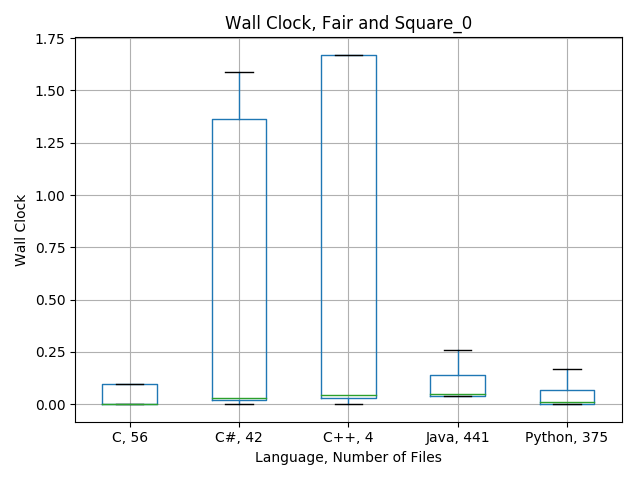 Wall Clock, Fair and Square_0
1.75
1.50
1.25
1.00
0.75
0.50
0.25
0.00
Wall Clock
C, 56
C#, 42
C++, 4
Java, 441
Python, 375
Language, Number of Files